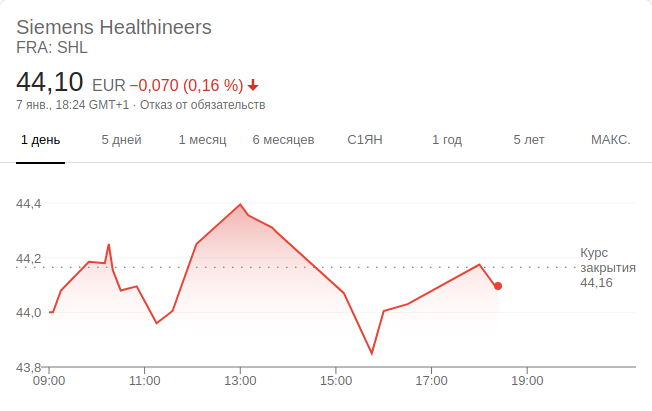 Siemens Healthineers
FRA: SHL
44,10 EUR −0,070 (0,16 %)
7 янв., 18:24 GMT+1 · Отказ от обязательств
1 день 5 дней 1 месяц 6 месяцев С1ЯН 1 год 5 лет МАКС.
44,4
44,2
44,0
43,8
Курс
закрытия
44,16
09:00 11:00 13:00 15:00 17:00 19:00